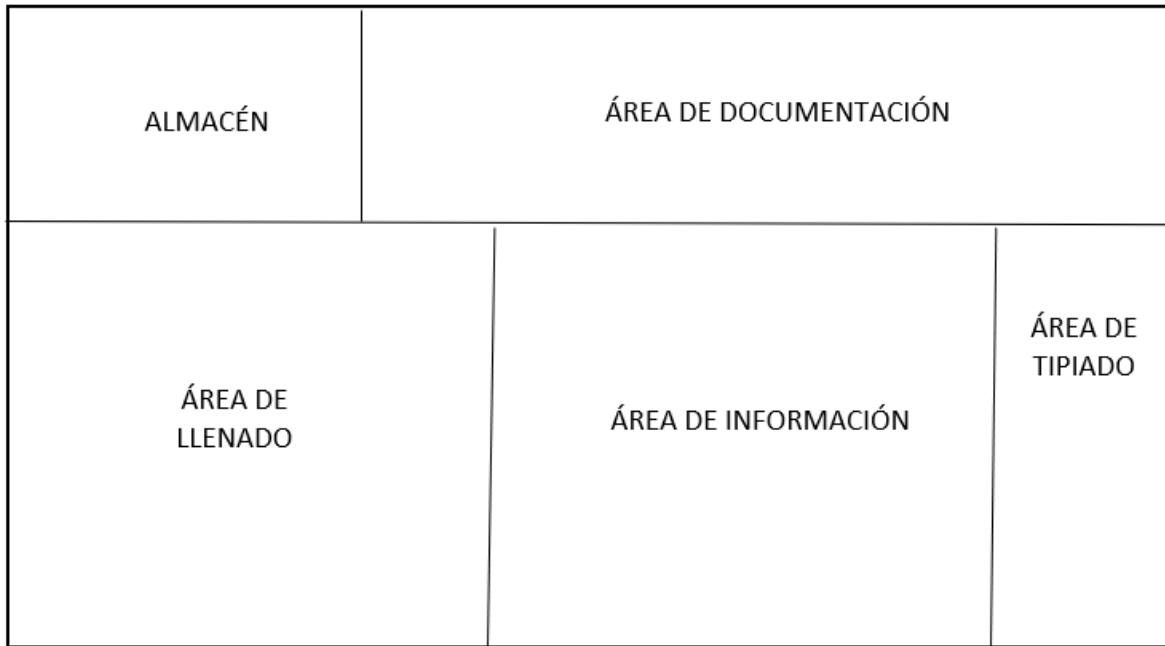 ALMACÉN
ÁREA DE DOCUMENTACIÓN
ÁREA DE
LLENADO
ÁREA DE INFORMACIÓN
ÁREA DE
TIPIADO